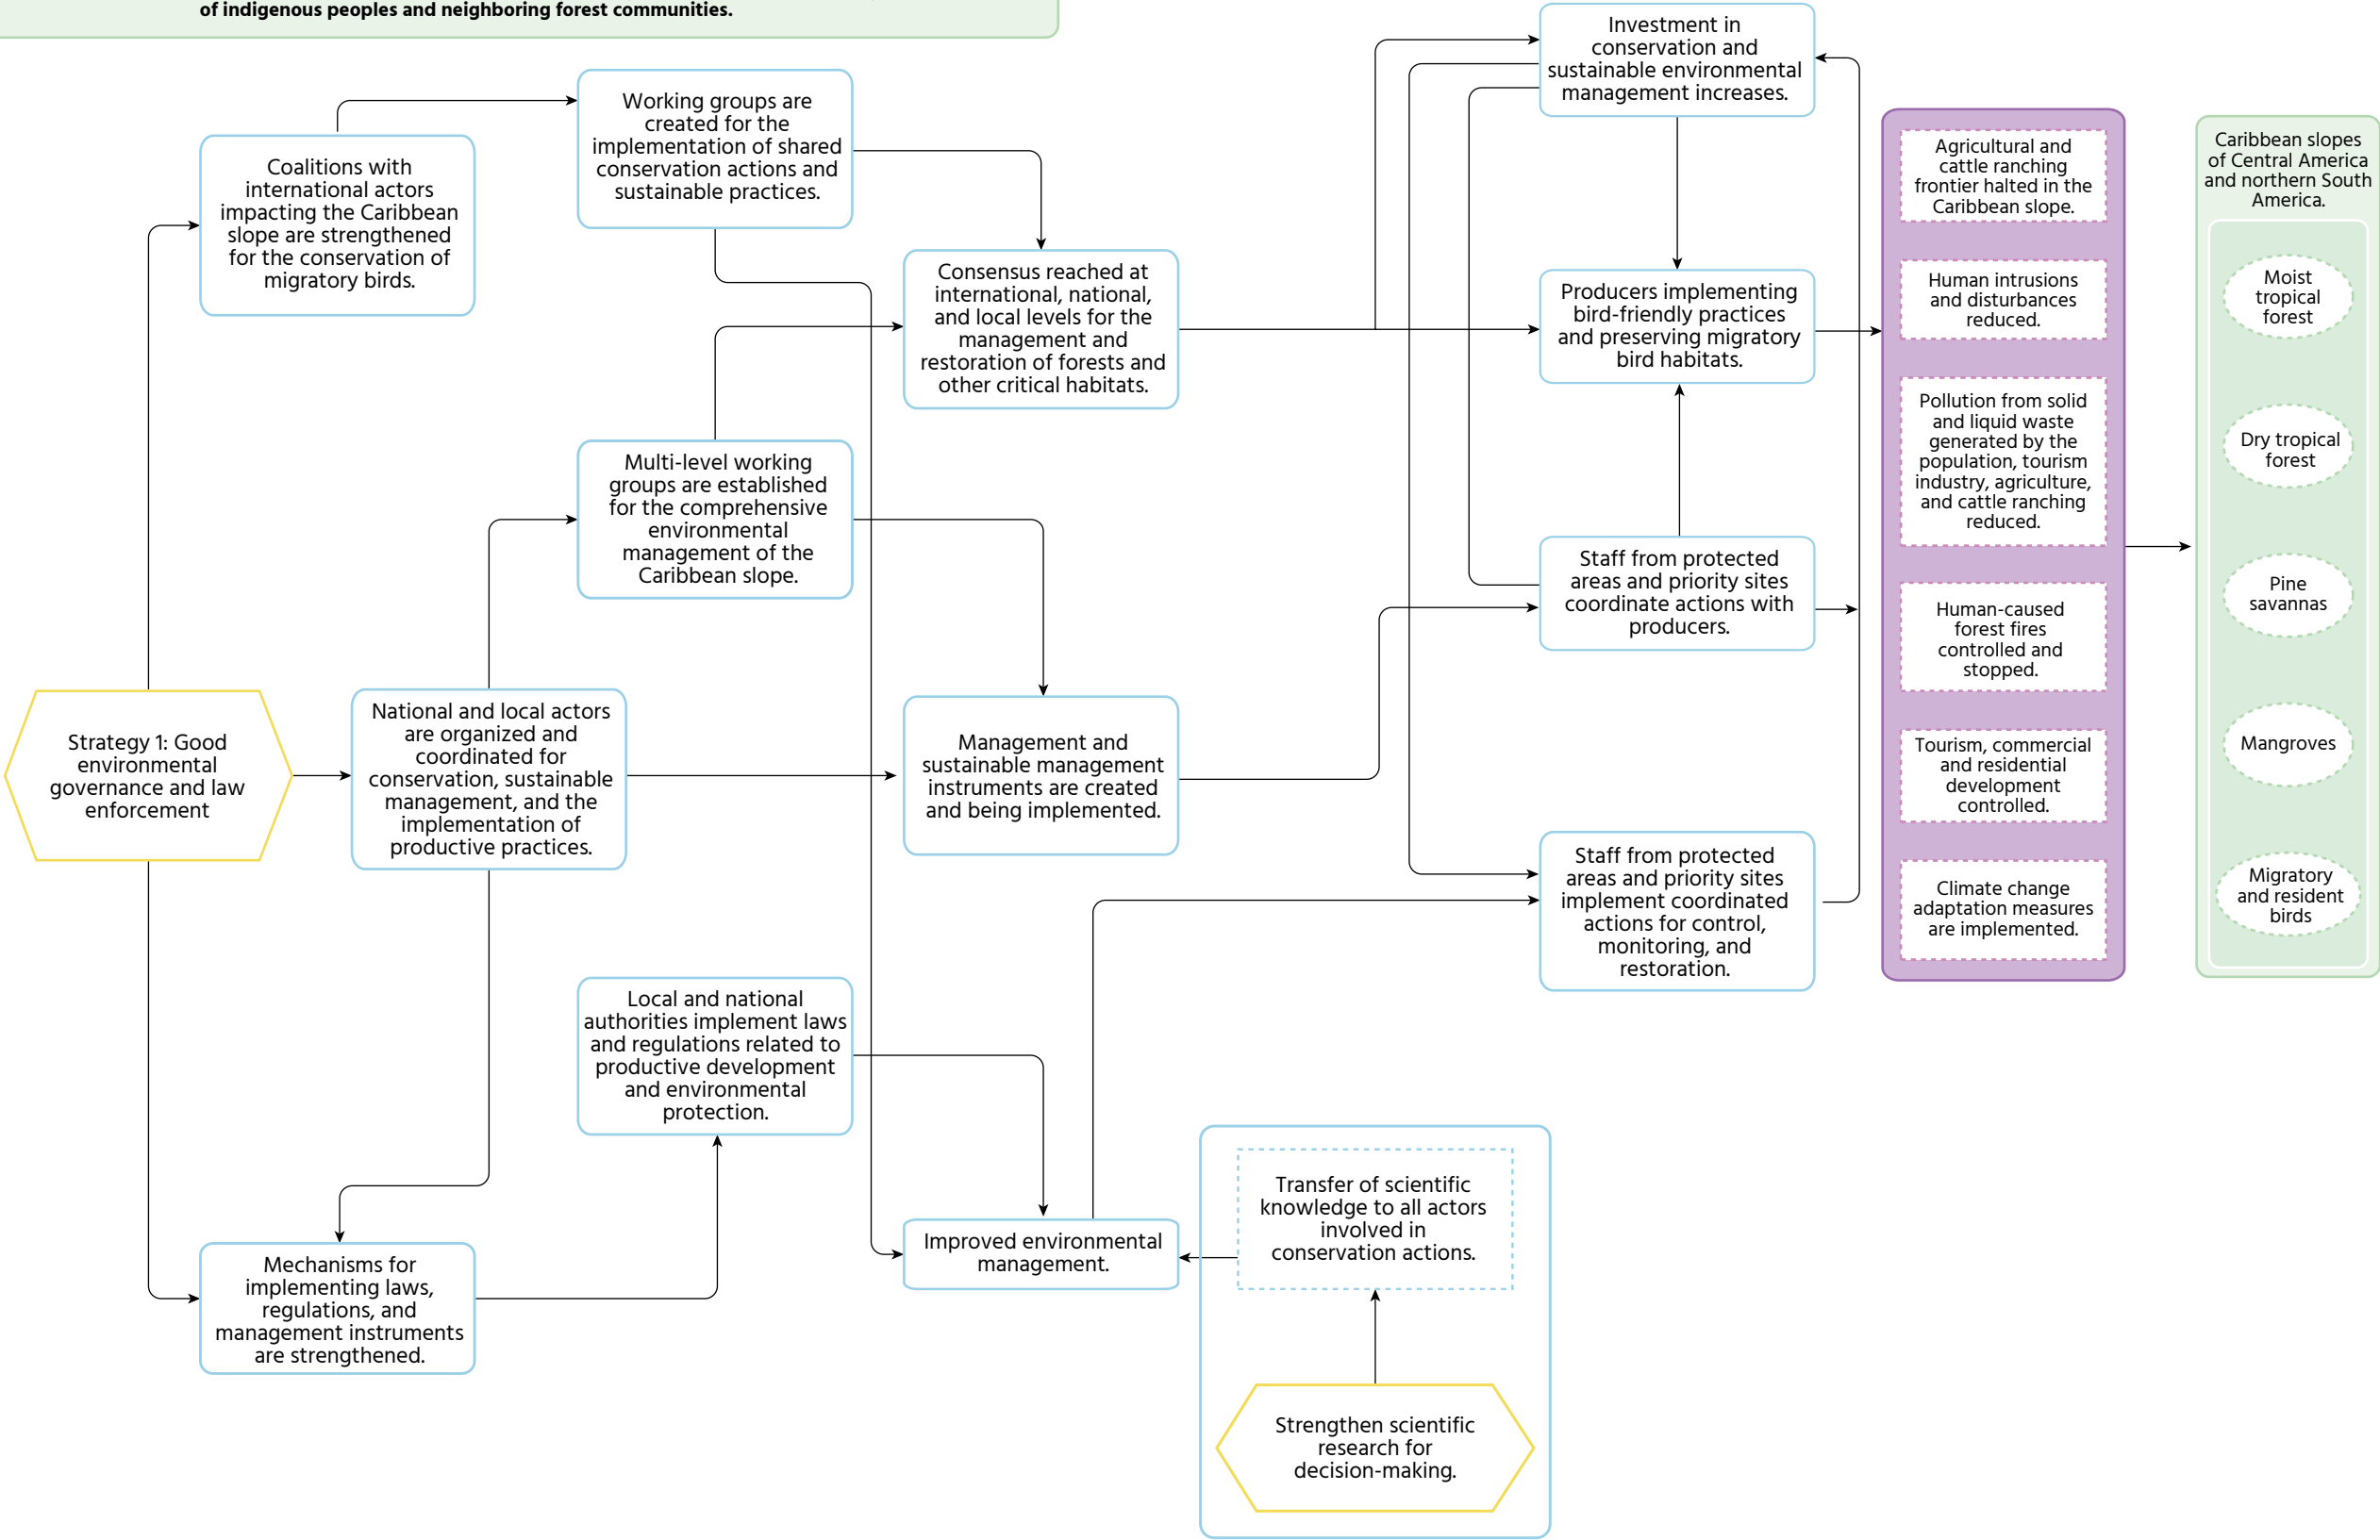 of indigenous peoples and neighboring forest communities.
Coalitions with
international actors
impacting the Caribbean
slope are strengthened
for the conservation of
migratory birds.
Working groups are
created for the
implementation of shared
conservation actions and
sustainable practices.
Consensus reached at
international, national,
and local levels for the
management and
restoration of forests and
other critical habitats.
Multi-level working
groups are established
for the comprehensive
environmental
management of the
Caribbean slope.
Strategy 1: Good
environmental
governance and law
enforcement
National and local actors
are organized and
coordinated for
conservation, sustainable
management, and the
implementation of
productive practices.
Management and
sustainable management
instruments are created
and being implemented.
Local and national
authorities implement laws
and regulations related to
productive development
and environmental
protection.
Mechanisms for
implementing laws,
regulations, and
management instruments
are strengthened.
Improved environmental
management.
Transfer of scientific
knowledge to all actors
involved in
conservation actions.
Strengthen scientific
research for
decision-making.
Investment in
conservation and
sustainable environmental
management increases.
Producers implementing
bird-friendly practices
and preserving migratory
bird habitats.
Staff from protected
areas and priority sites
coordinate actions with
producers.
Staff from protected
areas and priority sites
implement coordinated
actions for control,
monitoring, and
restoration.
Agricultural and
cattle ranching
frontier halted in the
Caribbean slope.
Human intrusions
and disturbances
reduced.
Pollution from solid
and liquid waste
generated by the
population, tourism
industry, agriculture,
and cattle ranching
reduced.
Human-caused
forest fires
controlled and
stopped.
Tourism, commercial
and residential
development
controlled.
Climate change
adaptation measures
are implemented.
Caribbean slopes
of Central America
and northern South
America.
Moist
tropical
forest
Dry tropical
forest
Pine
savannas
Mangroves
Migratory
and resident
birds